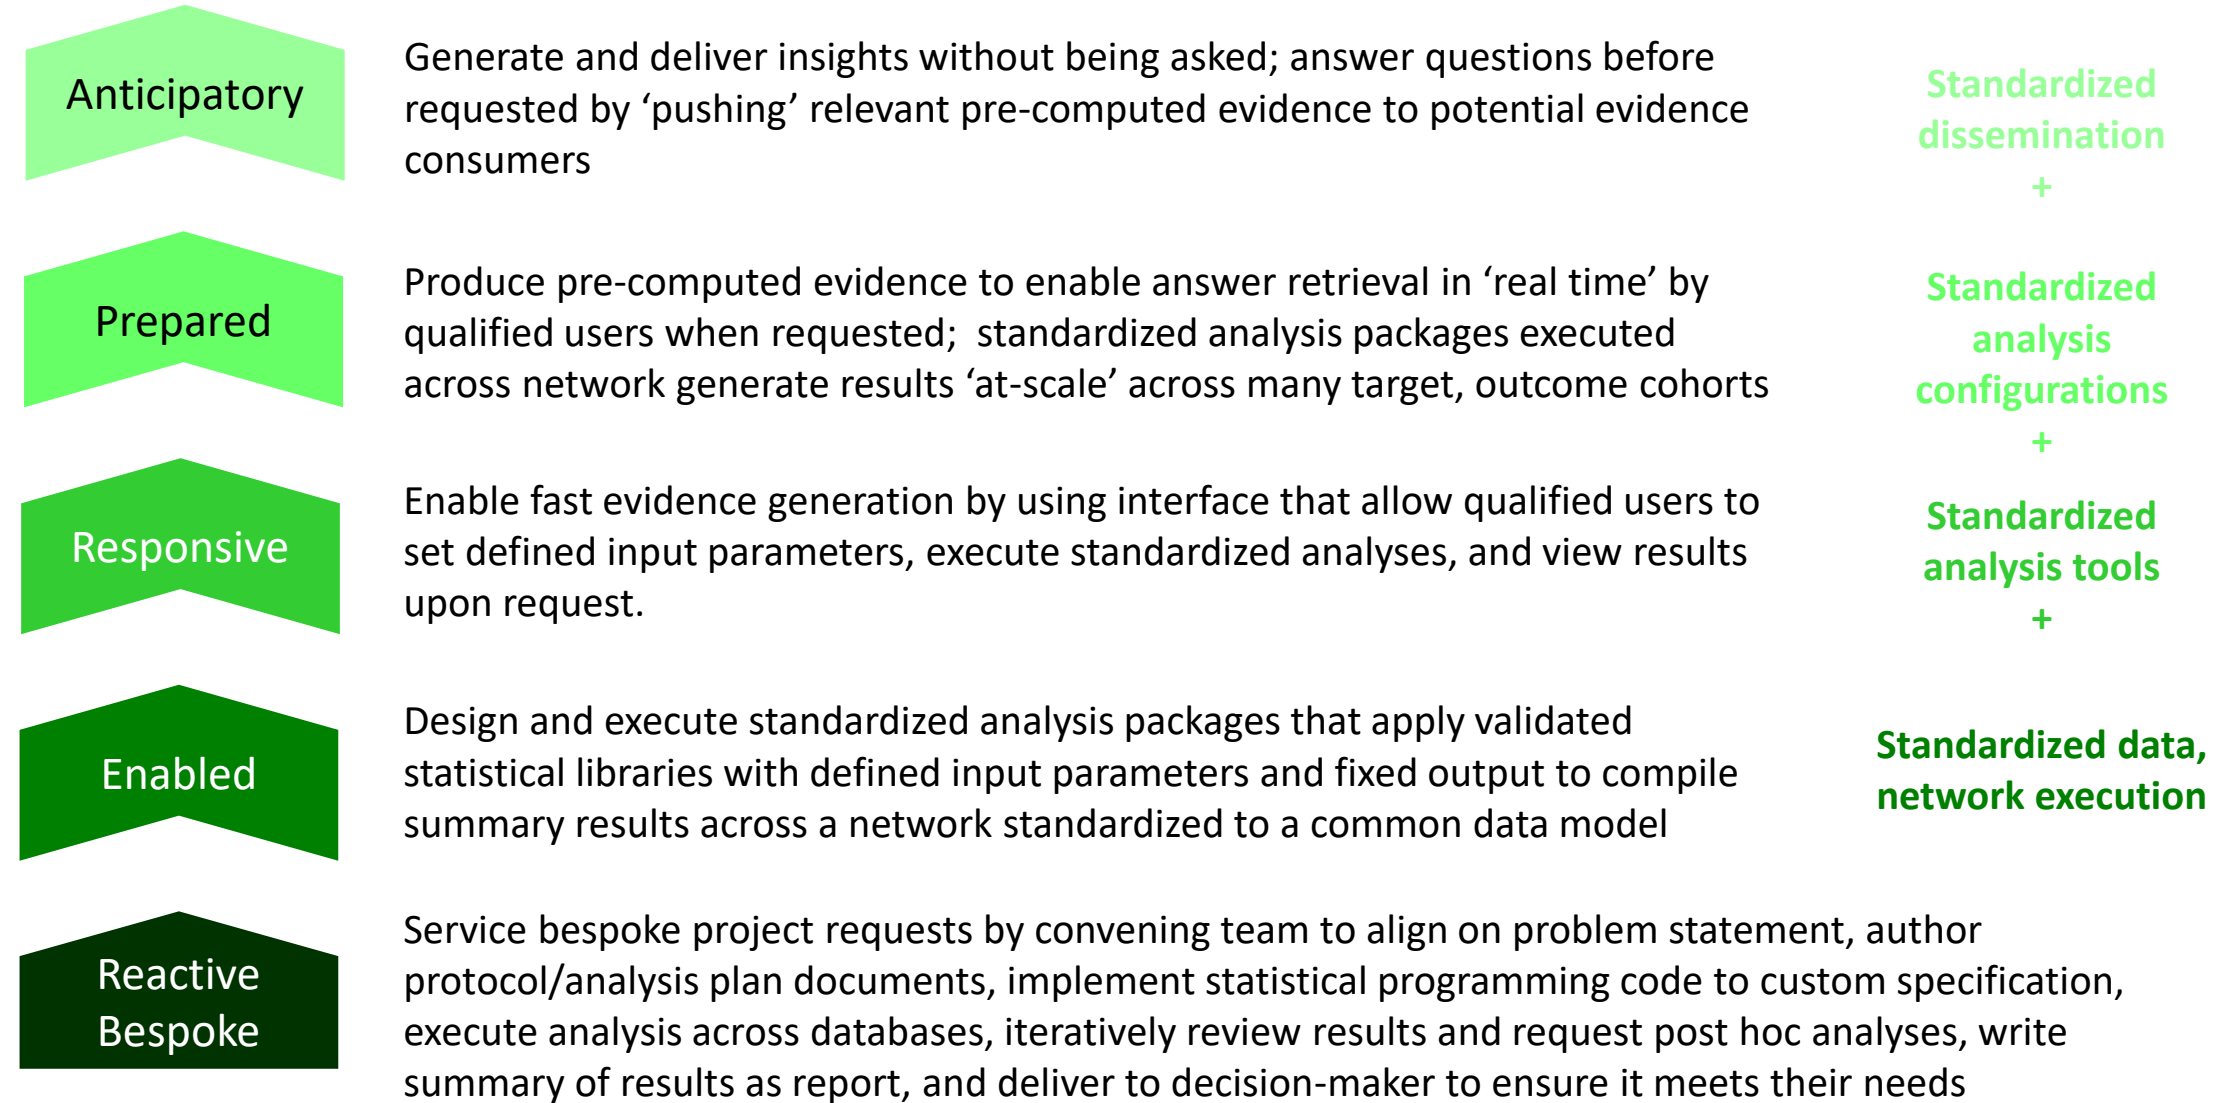 Anticipatory
Generate and deliver insights without being asked; answer questions before
requested by ‘pushing’ relevant pre-computed evidence to potential evidence
consumers
Standardized
dissemination
+
Prepared
Produce pre-computed evidence to enable answer retrieval in ‘real time’ by
qualified users when requested;  standardized analysis packages executed
across network generate results ‘at-scale’ across many target, outcome cohorts
Standardized
analysis
configurations
+
Responsive
Enable fast evidence generation by using interface that allow qualified users to
set defined input parameters, execute standardized analyses, and view results
upon request.
Standardized
analysis tools
+
Enabled
Design and execute standardized analysis packages that apply validated
statistical libraries with defined input parameters and fixed output to compile
summary results across a network standardized to a common data model
Standardized data,
network execution
Reactive
Bespoke
Service bespoke project requests by convening team to align on problem statement, author
protocol/analysis plan documents, implement statistical programming code to custom specification,
execute analysis across databases, iteratively review results and request post hoc analyses, write
summary of results as report, and deliver to decision-maker to ensure it meets their needs